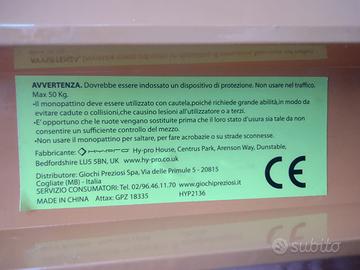 AVVERTENZA. Dovrebbe essere indossato un dispositivo di protezione. Non usare nel traffico.
Max 50 Kg.
•Il monopattino deve essere utilizzato con cautela,poiché richiede grande abilità,in modo da
evitare cadute o collisioni,che causino lesioni all'utilizzatore o a terzi.
•E' opportuno che le ruote vengano sostituite prima che il loro stato d'usura sia tale da non
consentire un sufficiente controllo del mezzo.
•Non usare il monopattino per saltare, per fare acrobazie o su strade sconnesse.
Fabbricante: HYPRO Hy-pro House, Centrus Park, Arenson Way, Dunstable,
Bedfordshire LU5 5BN, UK www.hy-pro.co.uk
Distributore: Giochi Preziosi Spa, Via delle Primule 5 - 20815
Cogliate (MB) - Italia
SERVIZIO CONSUMATORI: Tel. 02/96.46.11.70 www.giochipreziosi.it
MADE IN CHINA Attax: GPZ 18335 HYP2136
CE
subito